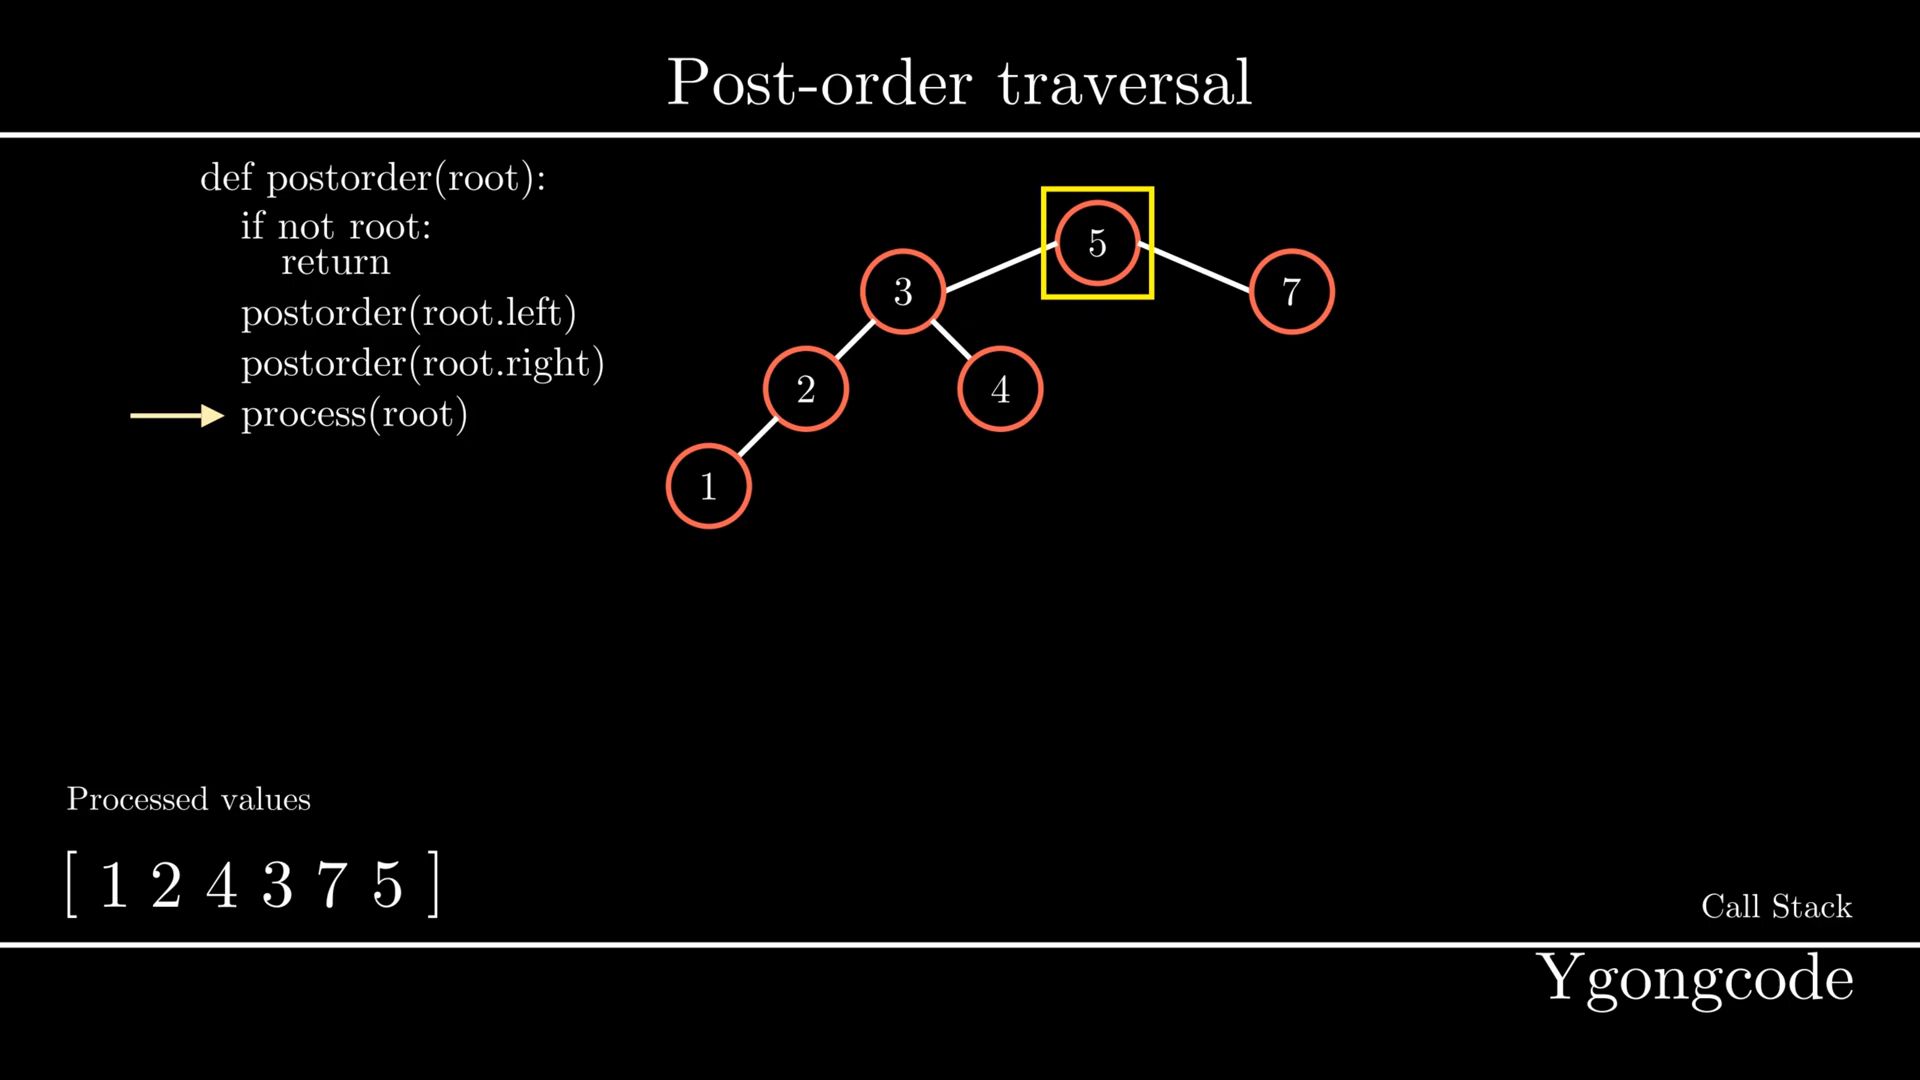 Post-order traversal
def postorder(root):
if not root:
return
postorder(root.left)
postorder(root.right)
process(root)
5
3
7
2
4
1
Processed values
[ 1 2 4 3 7 5 ]
Call Stack
Ygongcode